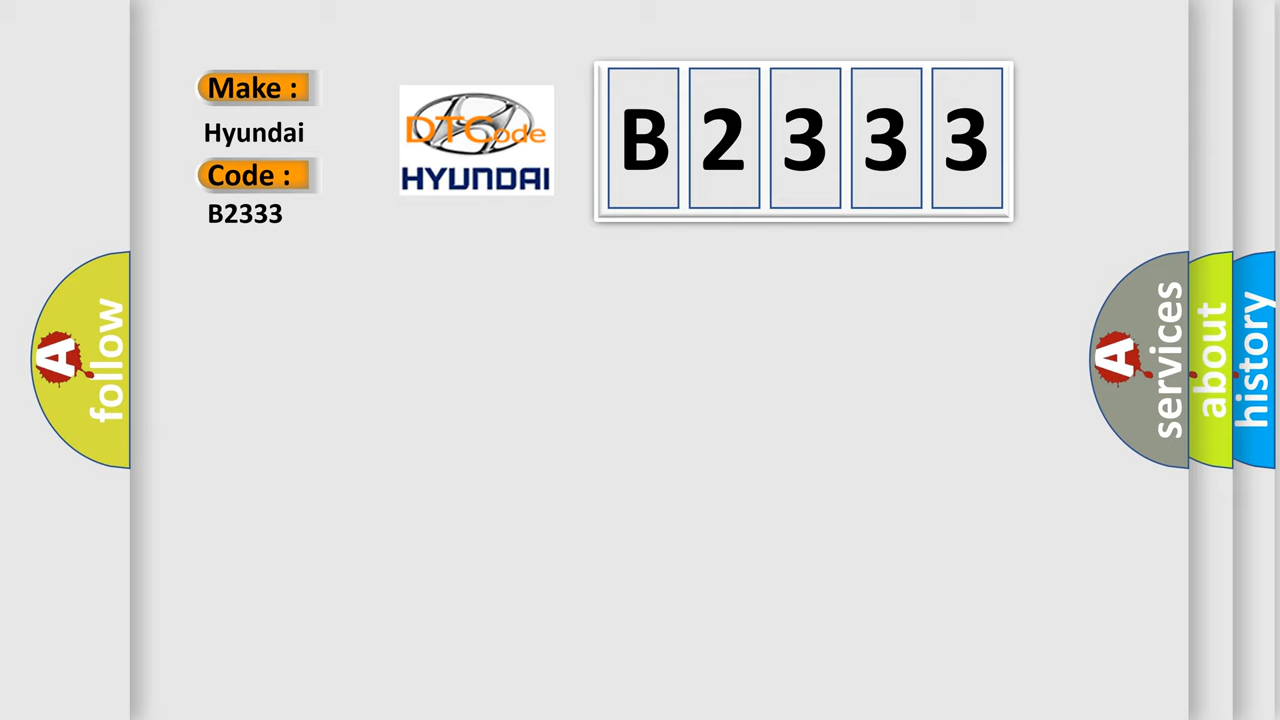 Make :
Hyundai
Code :
B2333
DTCode
HYUNDAI
B 2 3 3 3
A follow
A services
about
history